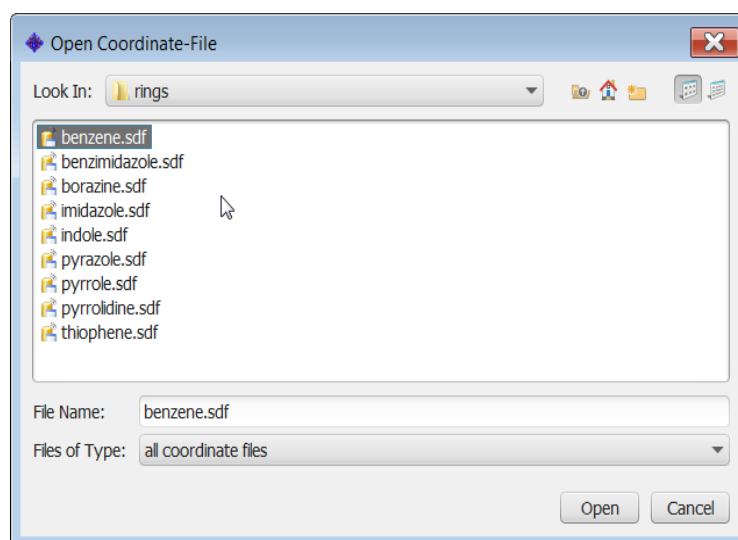 Open Coordinate-File
Look In: rings
benzene.sdf
benzimidazole.sdf
borazine.sdf
imidazole.sdf
indole.sdf
pyrazole.sdf
pyrrole.sdf
pyrrolidine.sdf
thiophene.sdf
File Name: benzene.sdf
Files of Type: all coordinate files
Open Cancel